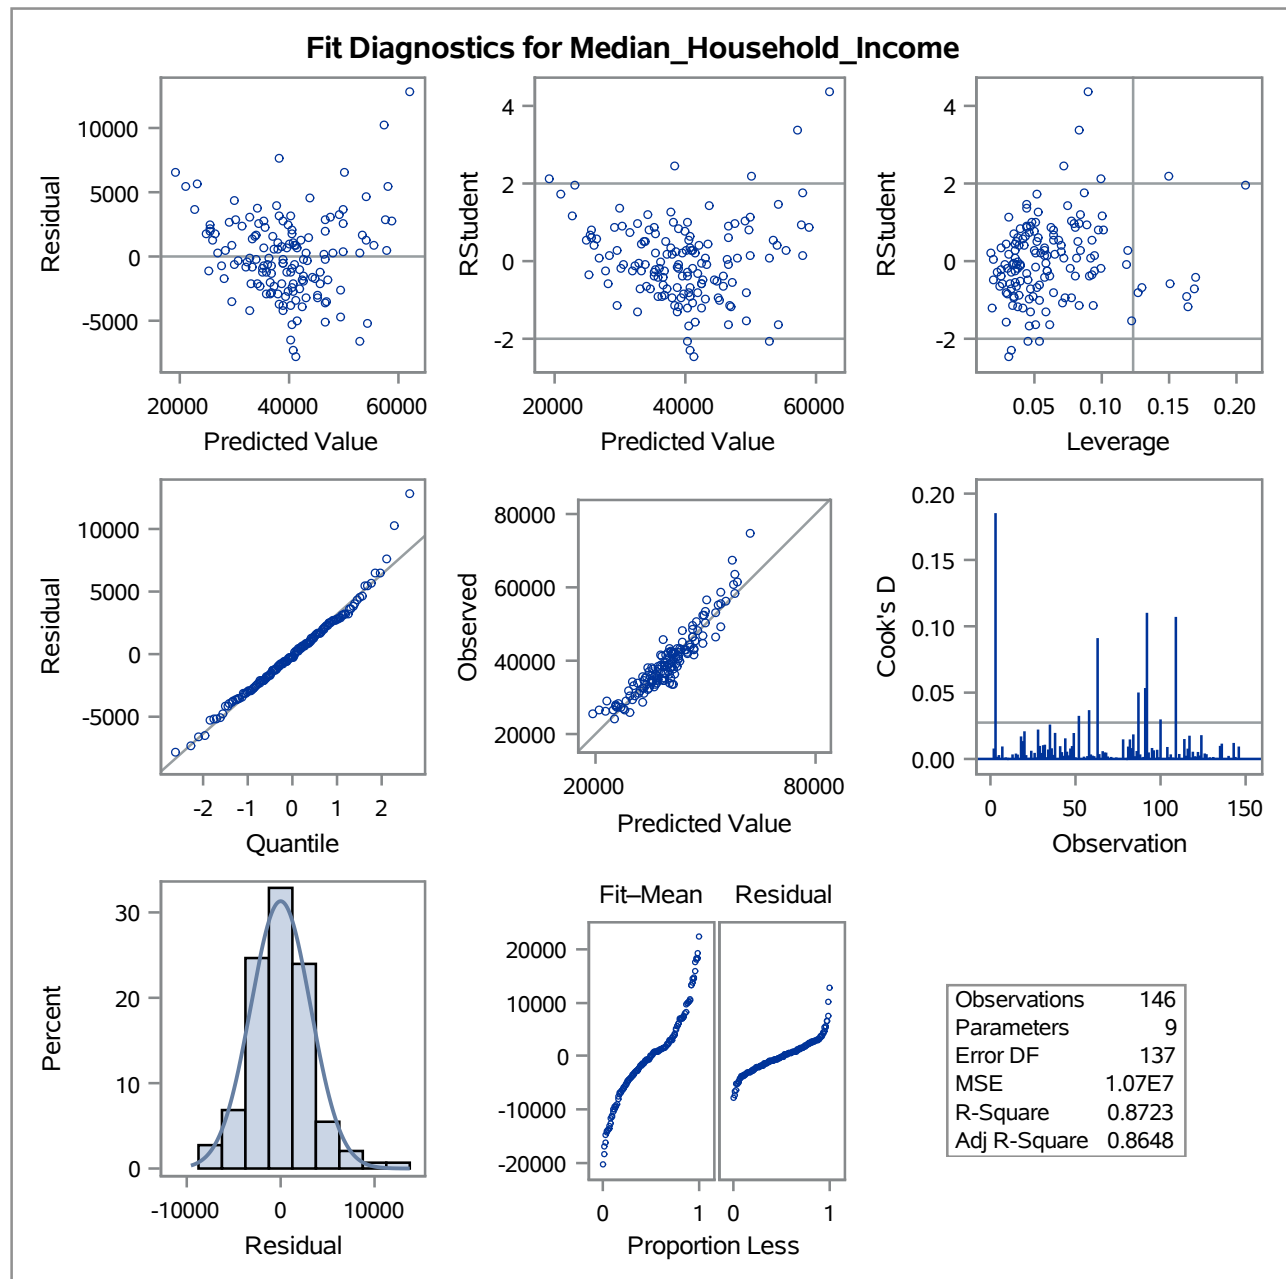 Fit Diagnostics for Median_Household_Income
Residual
10000
5000
0
-5000
20000 40000 60000
Predicted Value
RStudent
4
2
0
-2
20000 40000 60000
Predicted Value
RStudent
4
2
0
-2
0.05 0.10 0.15 0.20
Leverage
Residual
10000
5000
0
-5000
-2 -1 0 1 2
Quantile
Observed
80000
60000
40000
20000
20000 80000
Predicted Value
Cook's D
0.20
0.15
0.10
0.05
0.00
0 50 100 150
Observation
Percent
30
20
10
0
-10000 0 10000
Residual
Fit–Mean Residual
20000
10000
0
-10000
-20000
0 1 0 1
Proportion Less
Observations 146
Parameters 9
Error DF 137
MSE 1.07E7
R-Square 0.8723
Adj R-Square 0.8648